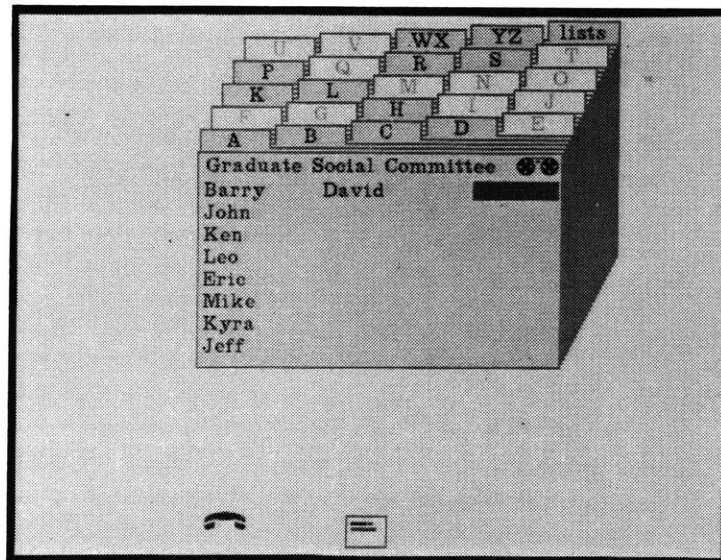 U V WX YZ lists
P Q R S T
K L M N O
F G H I J
A B C D E
Graduate Social Committee
Barry David
John
Ken
Leo
Eric
Mike
Kyra
Jeff